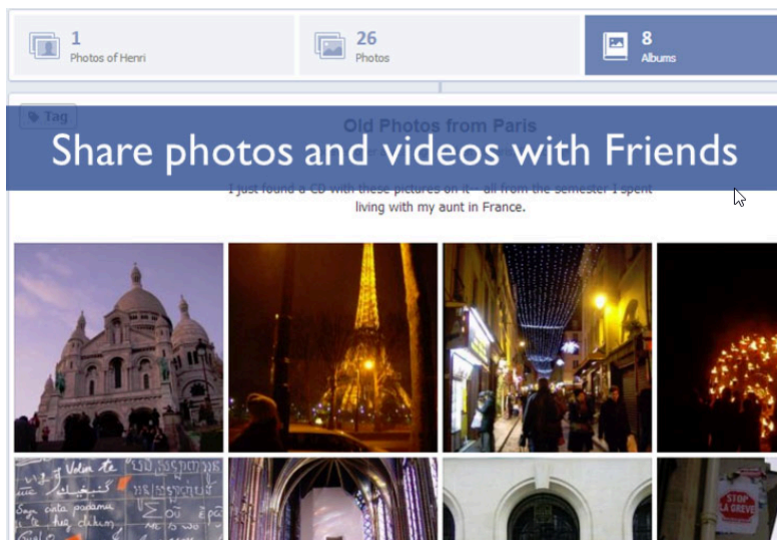 1
Photos of Henri
26
Photos
8
Albums
Tag
Old Photos from Paris
Share photos and videos with Friends
I just found a CD with these pictures on it-- all from the semester I spent
living with my aunt in France.
Volim te
STOP
LA GREVE